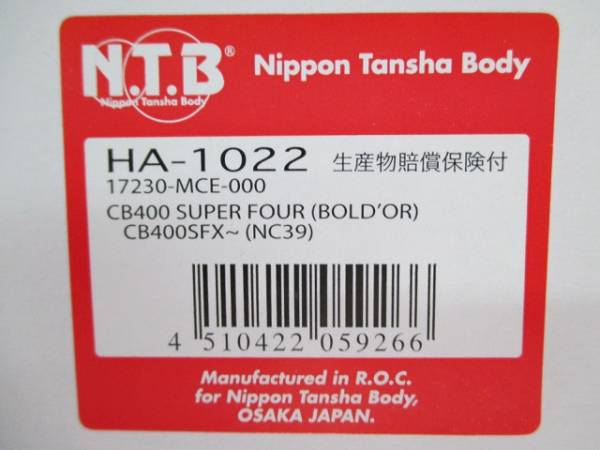 N.T.B® Nippon Tansha Body
Nippon Tansha Body
HA-1022 生産物賠償保険付
17230-MCE-000
CB400 SUPER FOUR (BOLD'OR)
CB400SFX~ (NC39)
4 510422 059266
Manufactured in R.O.C.
for Nippon Tansha Body,
OSAKA JAPAN.